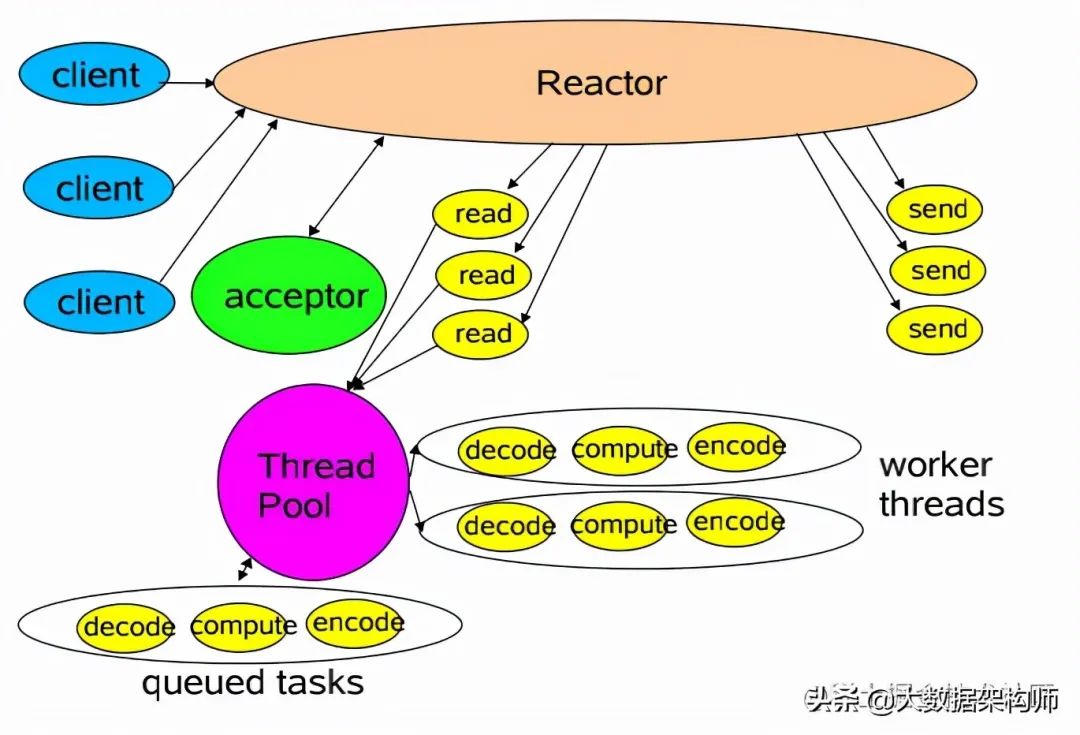 client
Reactor
client
client
acceptor
read
read
read
send
send
send
Thread
Pool
decode compute encode
decode compute encode
worker
threads
decode compute encode
queued tasks
头条 @大数据架构师